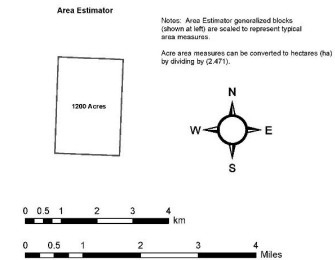 Area Estimator
Notes: Area Estimator generalized blocks
(shown at left) are scaled to represent typical
area measures.
Acre area measures can be converted to hectares (ha)
by dividing by (2.471).
1200 Acres
N
W E
S
0 0.5 1 2 3 4
km
0 0.5 1 2 3 4
Miles